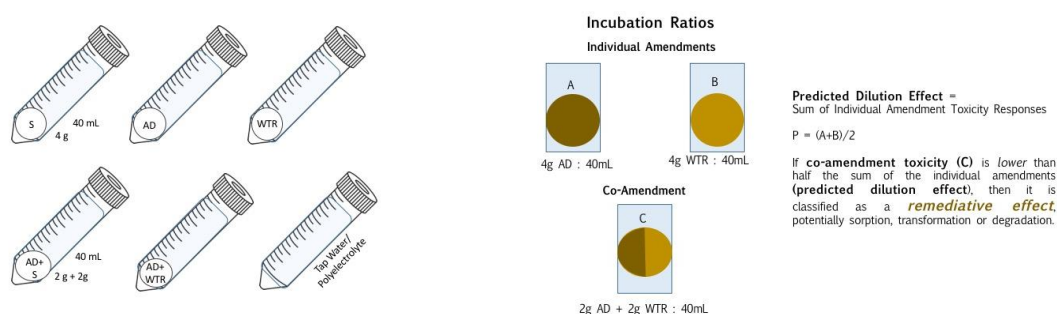 S
40 mL
4 g
AD
WTR
AD+
S
40 mL
2 g + 2g
AD+
WTR
Tap Water/
Polyelectrolyte
Incubation Ratios
Individual Amendments
A
B
4g AD : 40mL
4g WTR : 40mL
Co-Amendment
C
2g AD + 2g WTR : 40mL
Predicted Dilution Effect =
Sum of Individual Amendment Toxicity Responses
P = (A+B)/2
If co-amendment toxicity (C) is lower than
half the sum of the individual amendments
(predicted dilution effect), then it is
classified as a remediative effect,
potentially sorption, transformation or degradation.